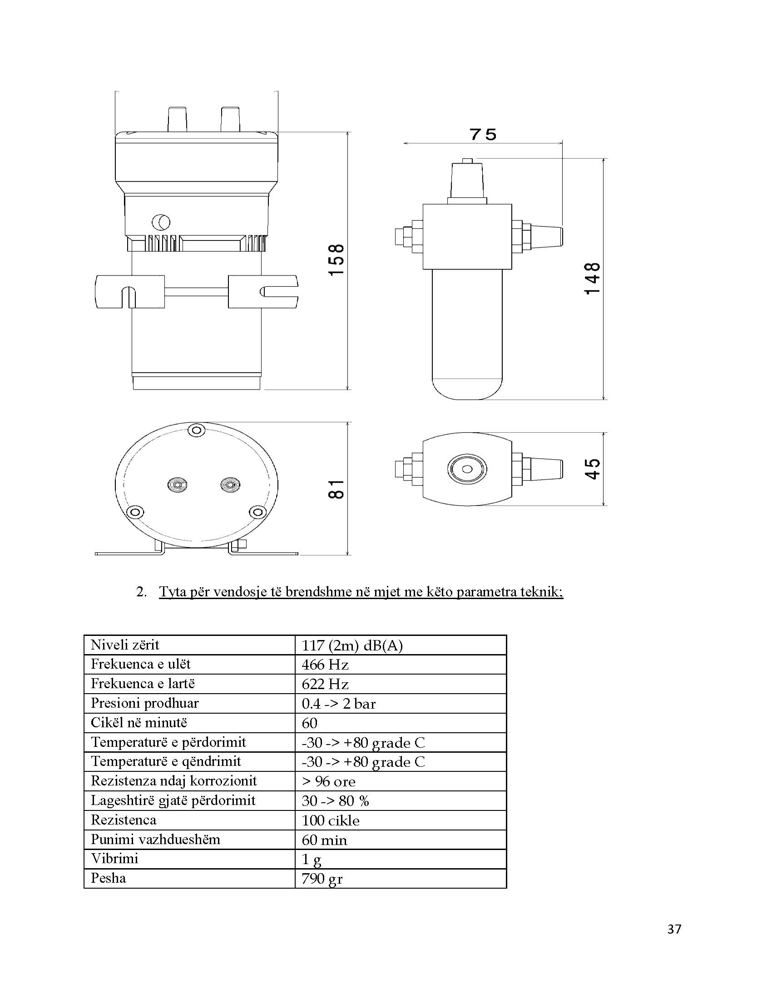 75
158
148
81
45
2. Tyta për vendosje të brendshme në mjet me këto parametra teknik;
Niveli zërit 117 (2m) dB(A)
Frekuenca e ulët 466 Hz
Frekuenca e lartë 622 Hz
Presioni prodhuar 0.4 -> 2 bar
Cikël në minutë 60
Temperaturë e përdorimit -30 -> +80 grade C
Temperaturë e qëndrimit -30 -> +80 grade C
Rezistenza ndaj korrozionit > 96 ore
Lageshtirë gjatë përdorimit 30 -> 80 %
Rezistenca 100 cikle
Punimi vazhdueshëm 60 min
Vibrimi 1 g
Pesha 790 gr
37